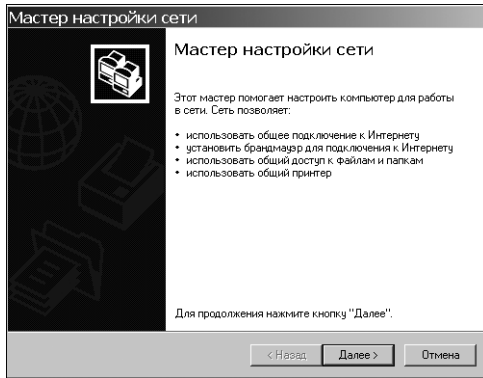 Мастер настройки сети
Мастер настройки сети
Этот мастер помогает настроить компьютер для работы
в сети. Сеть позволяет:
• использовать общее подключение к Интернету
• установить брандмауэр для подключения к Интернету
• использовать общий доступ к файлам и папкам
• использовать общий принтер
Для продолжения нажмите кнопку "Далее".
< Назад Далее > Отмена